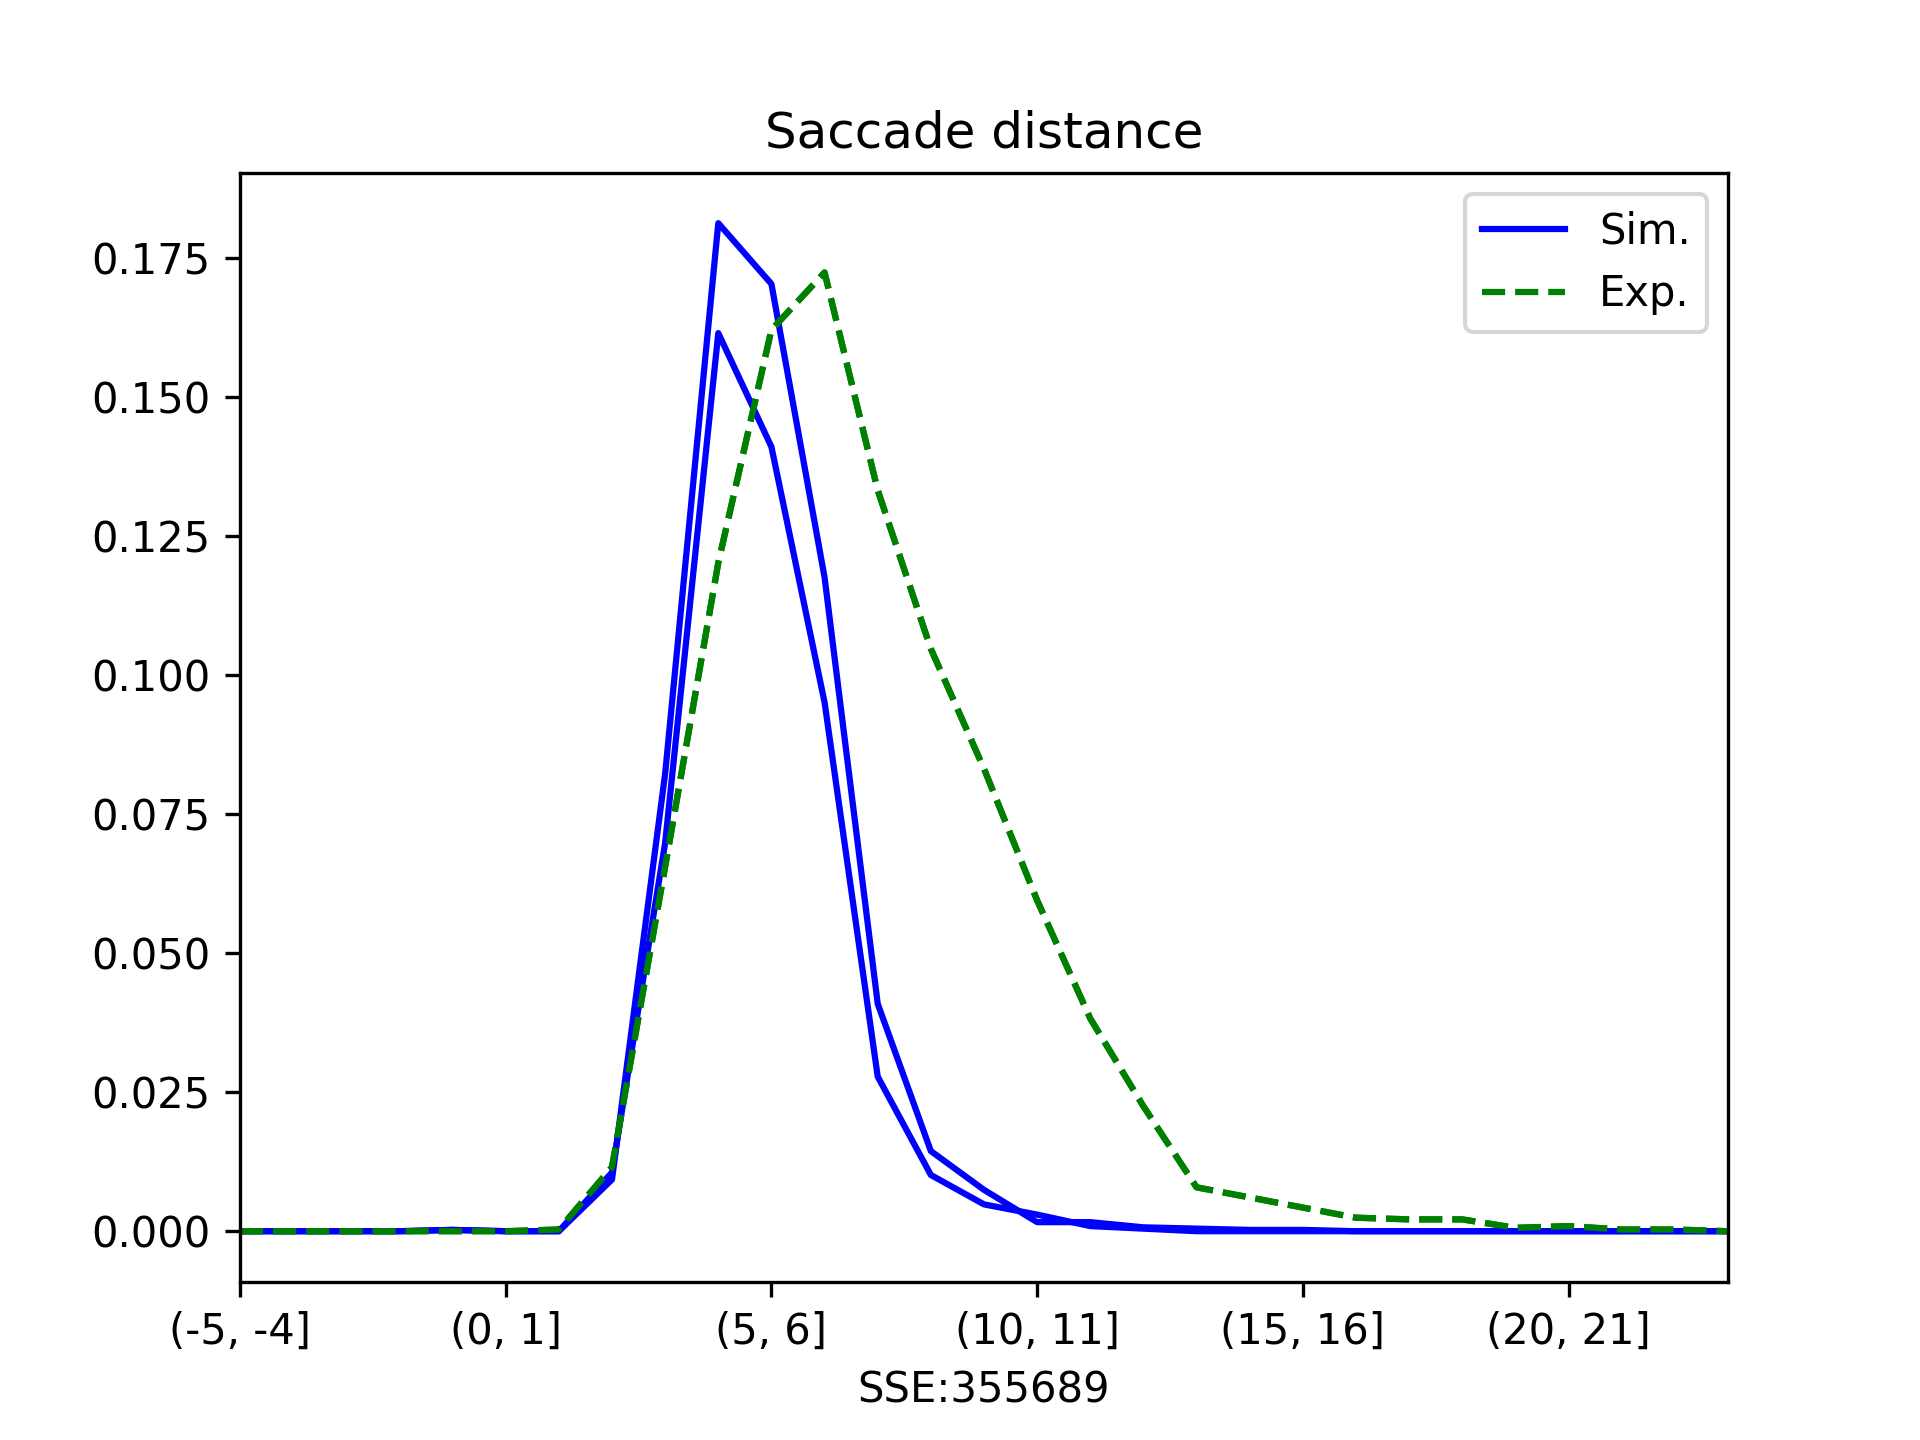 Saccade distance
Sim.
Exp.
0.175
0.150
0.125
0.100
0.075
0.050
0.025
0.000
(-5, -4] (0, 1] (5, 6] (10, 11] (15, 16] (20, 21]
SSE:355689